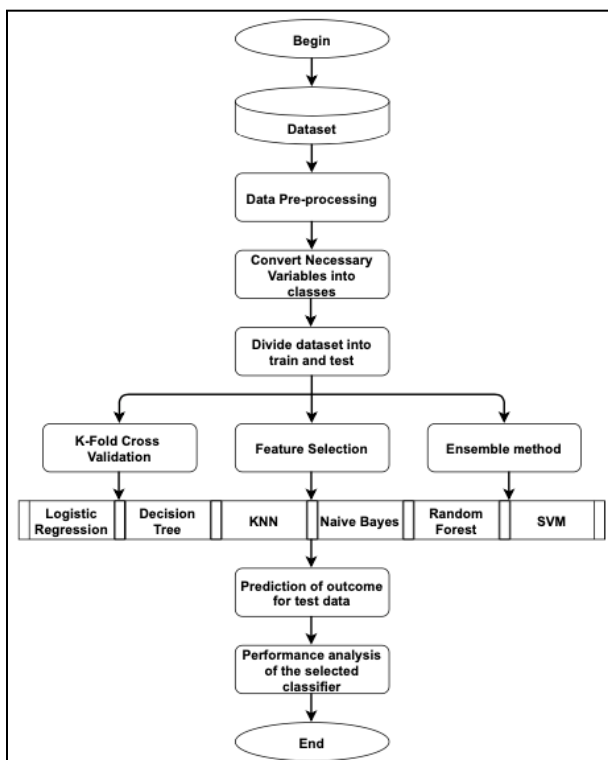 Begin
Dataset
Data Pre-processing
Convert Necessary
Variables into
classes
Divide dataset into
train and test
K-Fold Cross
Validation
Feature Selection
Ensemble method
Logistic
Regression
Decision
Tree
KNN
Naive Bayes
Random
Forest
SVM
Prediction of outcome
for test data
Performance analysis
of the selected
classifier
End